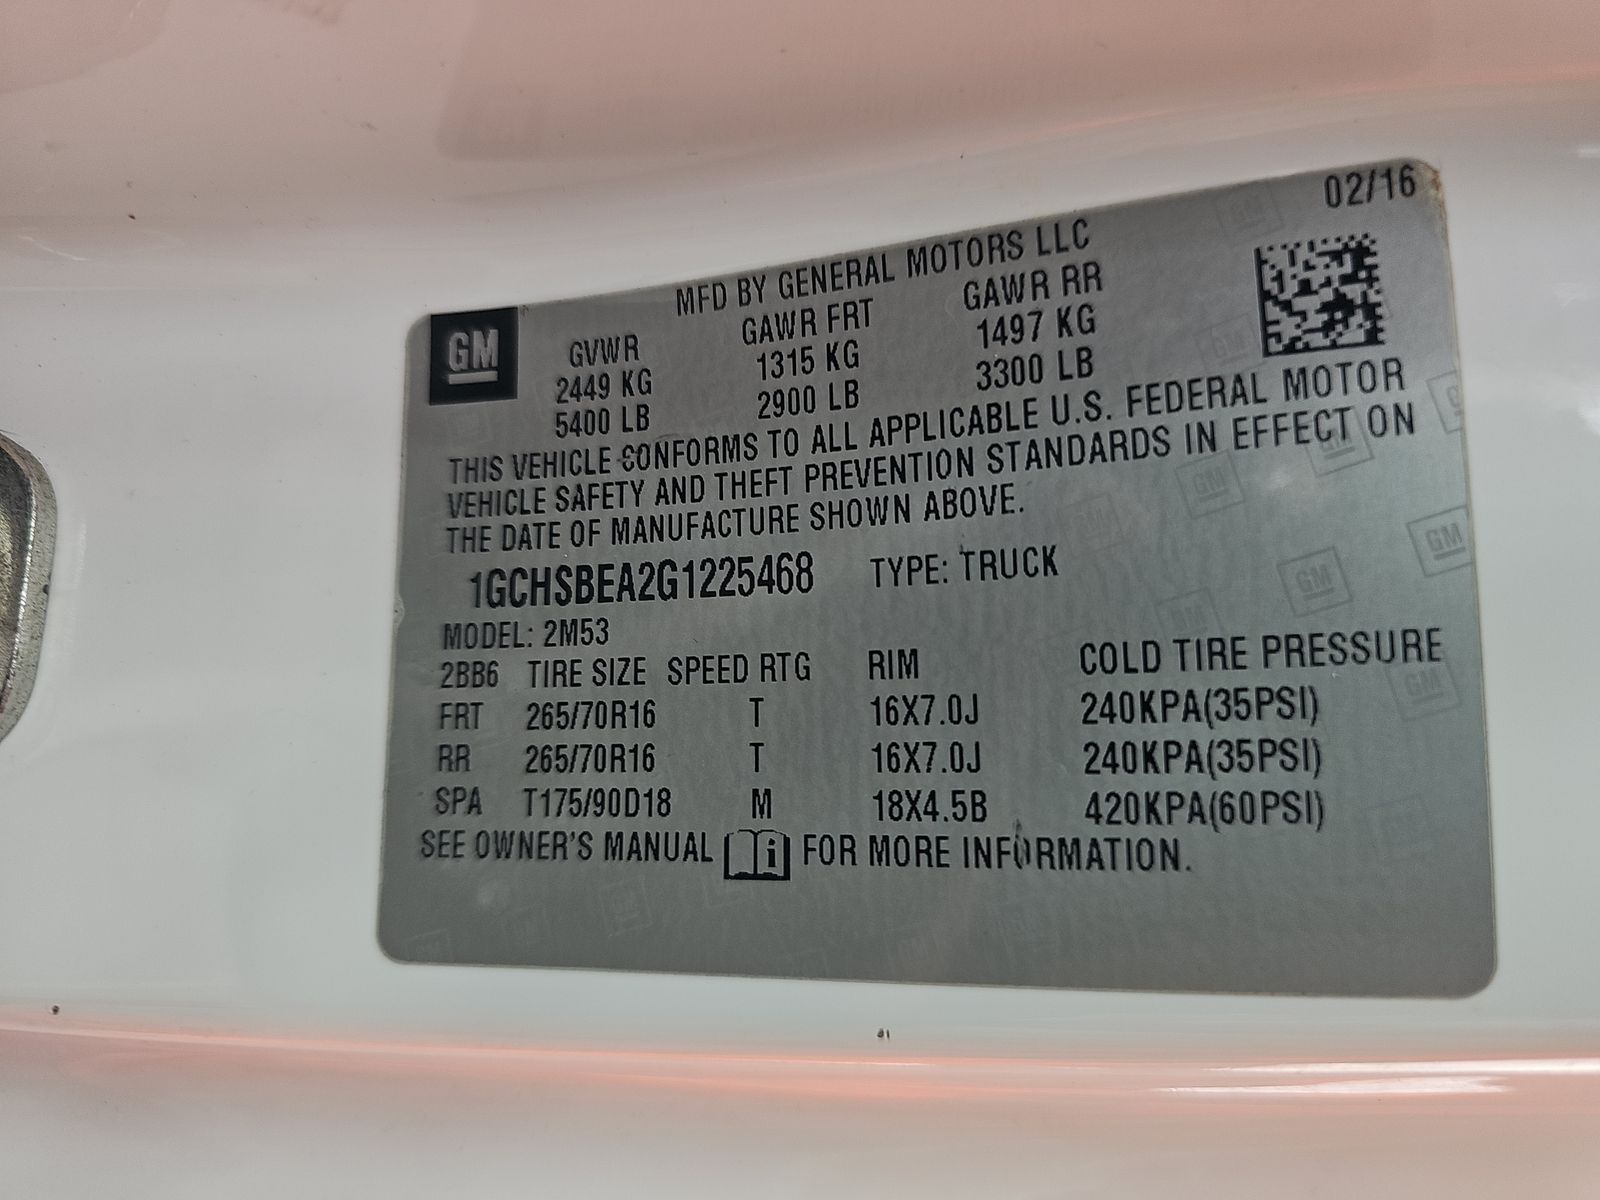 02/16
MFD BY GENERAL MOTORS LLC
GM
GVWR GAWR FRT GAWR RR
2449 KG 1315 KG 1497 KG
5400 LB 2900 LB 3300 LB
THIS VEHICLE CONFORMS TO ALL APPLICABLE U.S. FEDERAL MOTOR
VEHICLE SAFETY AND THEFT PREVENTION STANDARDS IN EFFECT ON
THE DATE OF MANUFACTURE SHOWN ABOVE.
1GCHSBEA2G1225468 TYPE: TRUCK
MODEL: 2M53
2BB6 TIRE SIZE SPEED RTG RIM COLD TIRE PRESSURE
FRT 265/70R16 T 16X7.0J 240KPA(35PSI)
RR 265/70R16 T 16X7.0J 240KPA(35PSI)
SPA T175/90D18 M 18X4.5B 420KPA(60PSI)
SEE OWNER'S MANUAL i FOR MORE INFORMATION.